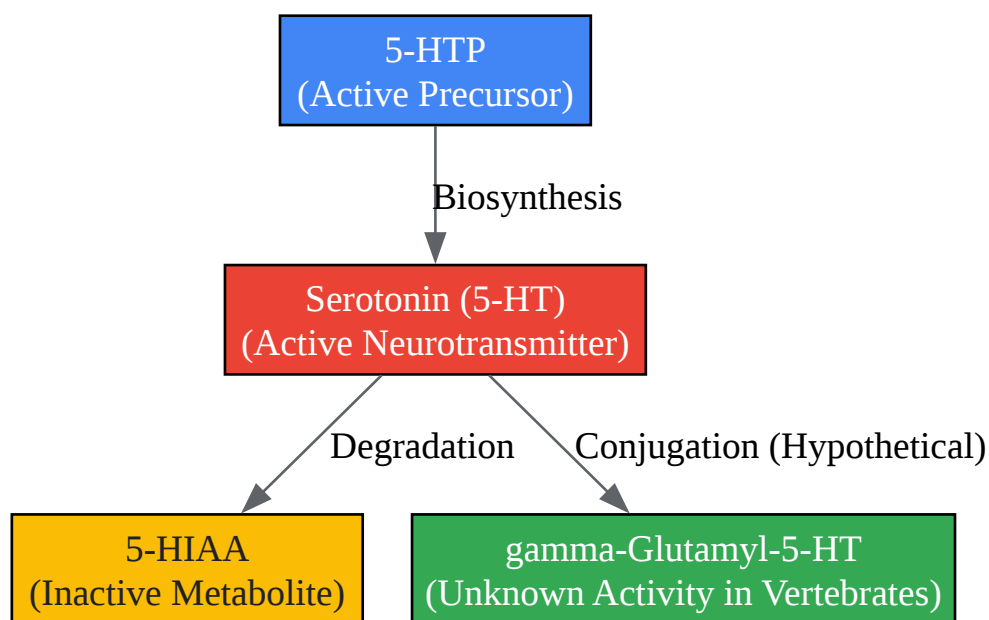 5-HTP
(Active Precursor)
Biosynthesis
Serotonin (5-HT)
(Active Neurotransmitter)
Degradation
Conjugation (Hypothetical)
5-HIAA
(Inactive Metabolite)
gamma-Glutamyl-5-HT
(Unknown Activity in Vertebrates)